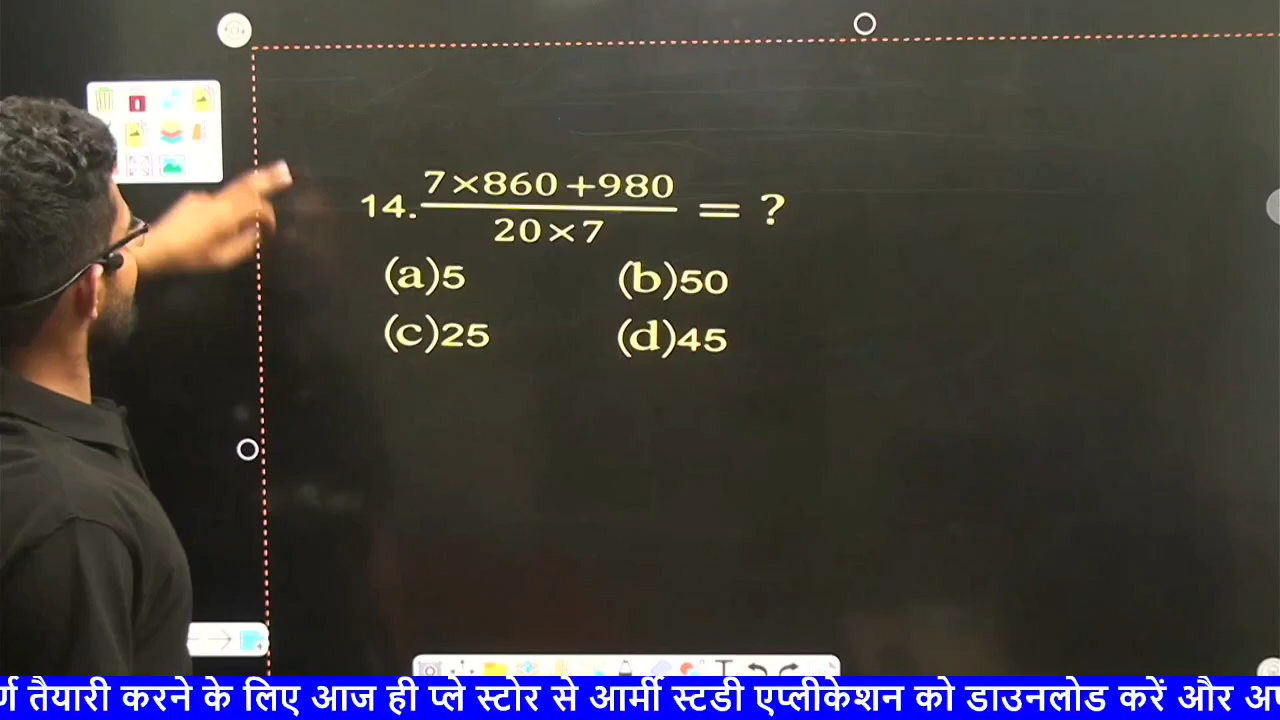 14. 7×860+980 / 20×7 = ?
(a)5 (b)50
(c)25 (d)45
तैयारी करने के लिए आज ही प्ले स्टोर से आर्मी स्टडी एप्लीकेशन को डाउनलोड करें और